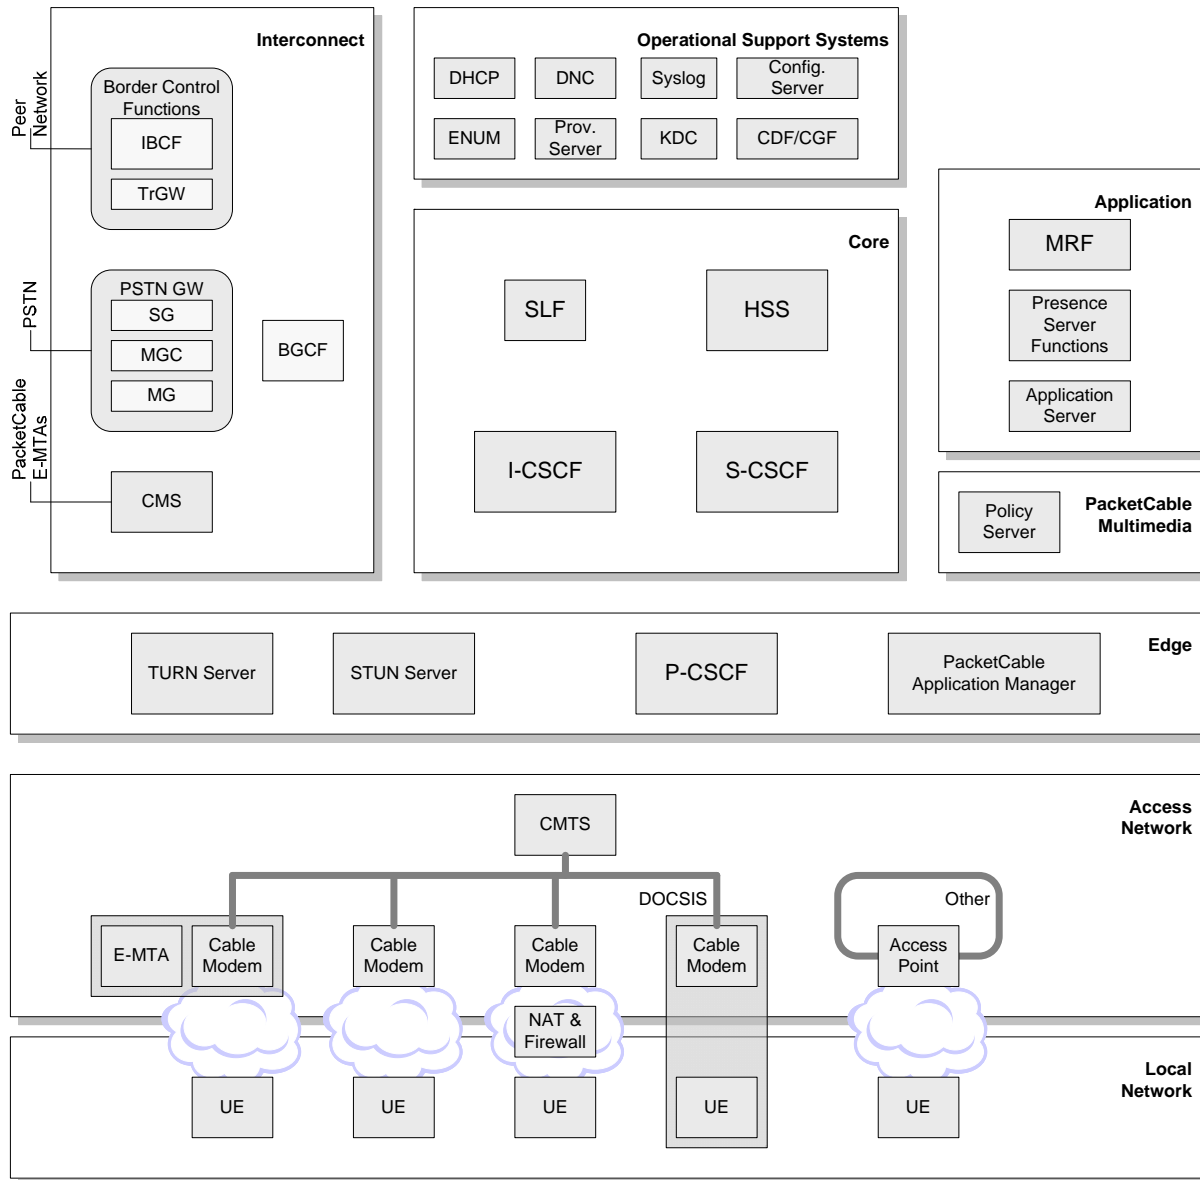 Interconnect
Peer
Network
Border Control
Functions
IBCF
TrGW
PSTN
PSTN GW
SG
MGC
MG
BGCF
PacketCable
E-MTAs
CMS
Operational Support Systems
DHCP
DNC
Syslog
Config.
Server
ENUM
Prov.
Server
KDC
CDF/CGF
Core
SLF
HSS
I-CSCF
S-CSCF
Application
MRF
Presence
Server
Functions
Application
Server
PacketCable
Multimedia
Policy
Server
Edge
TURN Server
STUN Server
P-CSCF
PacketCable
Application Manager
Access
Network
CMTS
DOCSIS
Other
E-MTA
Cable
Modem
Cable
Modem
Cable
Modem
Cable
Modem
Access
Point
NAT &
Firewall
Local
Network
UE
UE
UE
UE
UE